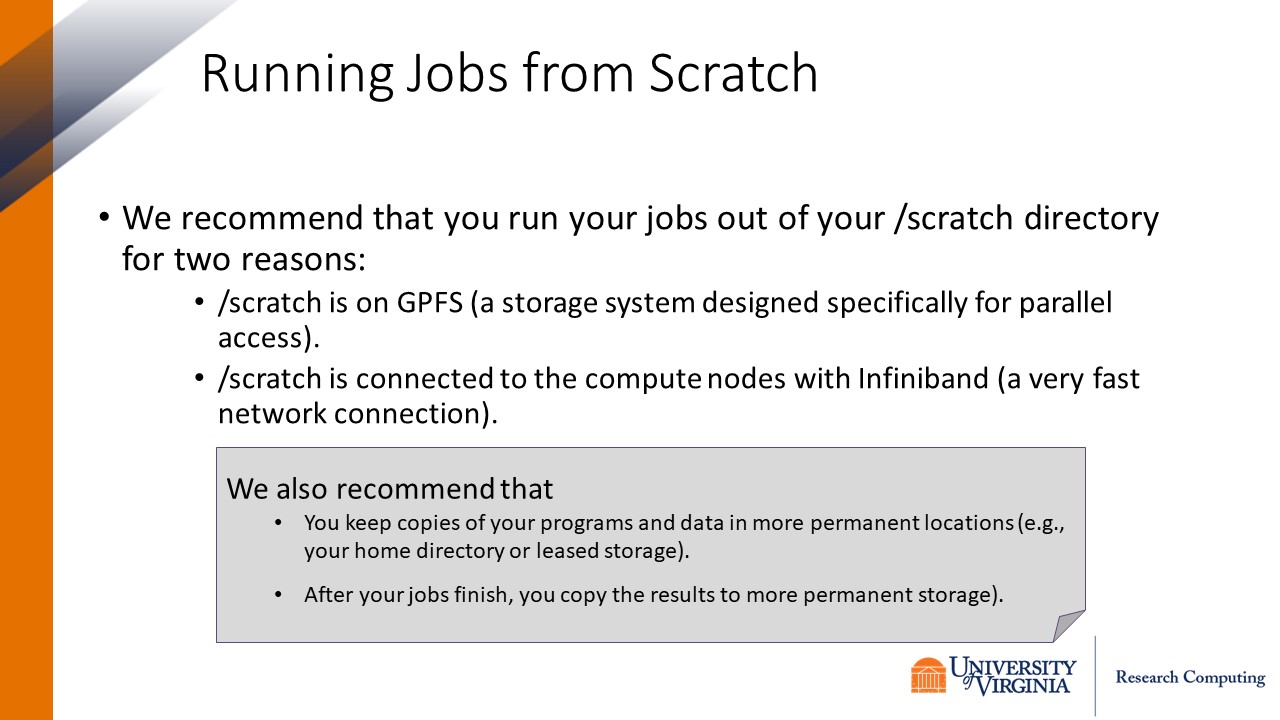 Running Jobs from Scratch
• We recommend that you run your jobs out of your /scratch directory
for two reasons:
• /scratch is on GPFS (a storage system designed specifically for parallel
access).
• /scratch is connected to the compute nodes with Infiniband (a very fast
network connection).
We also recommend that
• You keep copies of your programs and data in more permanent locations (e.g.,
your home directory or leased storage).
• After your jobs finish, you copy the results to more permanent storage).
UNIVERSITY
of VIRGINIA
Research Computing